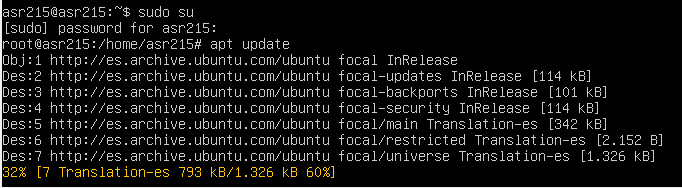 asr215@asr215:~$ sudo su
[sudo] password for asr215:
root@asr215:/home/asr215# apt update
Obj:1 http://es.archive.ubuntu.com/ubuntu focal InRelease
Des:2 http://es.archive.ubuntu.com/ubuntu focal-updates InRelease [114 kB]
Des:3 http://es.archive.ubuntu.com/ubuntu focal-backports InRelease [101 kB]
Des:4 http://es.archive.ubuntu.com/ubuntu focal-security InRelease [114 kB]
Des:5 http://es.archive.ubuntu.com/ubuntu focal/main Translation-es [342 kB]
Des:6 http://es.archive.ubuntu.com/ubuntu focal/restricted Translation-es [2.152 B]
Des:7 http://es.archive.ubuntu.com/ubuntu focal/universe Translation-es [1.326 kB]
32% [7 Translation-es 793 kB/1.326 kB 60%]